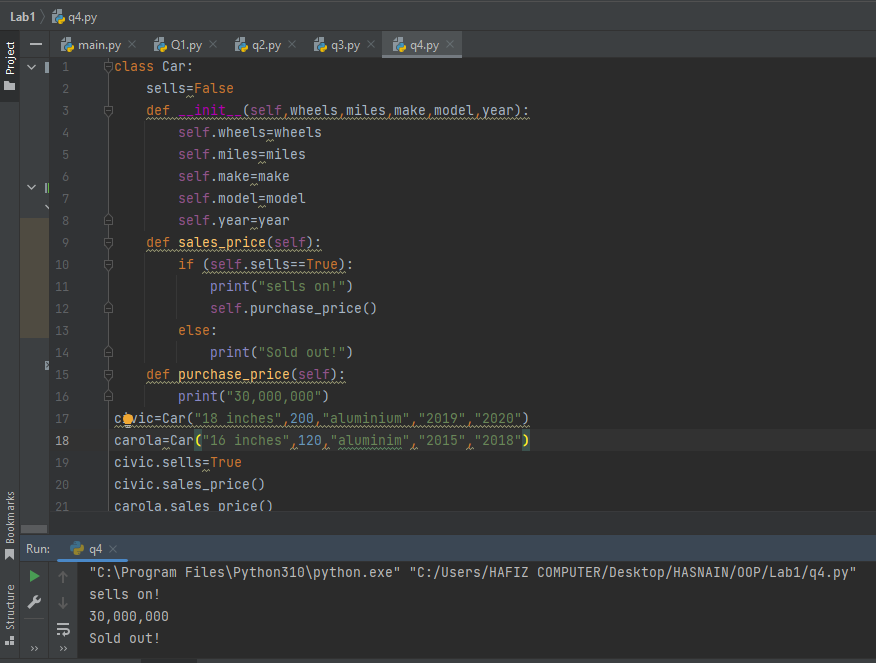 Lab1 q4.py
Project
main.py Q1.py q2.py q3.py q4.py
1 class Car:
2 sells=False
3 def __init__(self,wheels,miles,make,model,year):
4 self.wheels=wheels
5 self.miles=miles
6 self.make=make
7 self.model=model
8 self.year=year
9 def sales_price(self):
10 if (self.sells==True):
11 print("sells on!")
12 self.purchase_price()
13 else:
14 print("Sold out!")
15 def purchase_price(self):
16 print("30,000,000")
17 civic=Car("18 inches",200,"aluminium","2019","2020")
18 carola=Car("16 inches",120,"aluminim","2015","2018")
19 civic.sells=True
20 civic.sales_price()
21 carola.sales_price()
Bookmarks
Structure
Run: q4
"C:\Program Files\Python310\python.exe" "C:/Users/HAFIZ COMPUTER/Desktop/HASNAIN/OOP/Lab1/q4.py"
sells on!
30,000,000
Sold out!